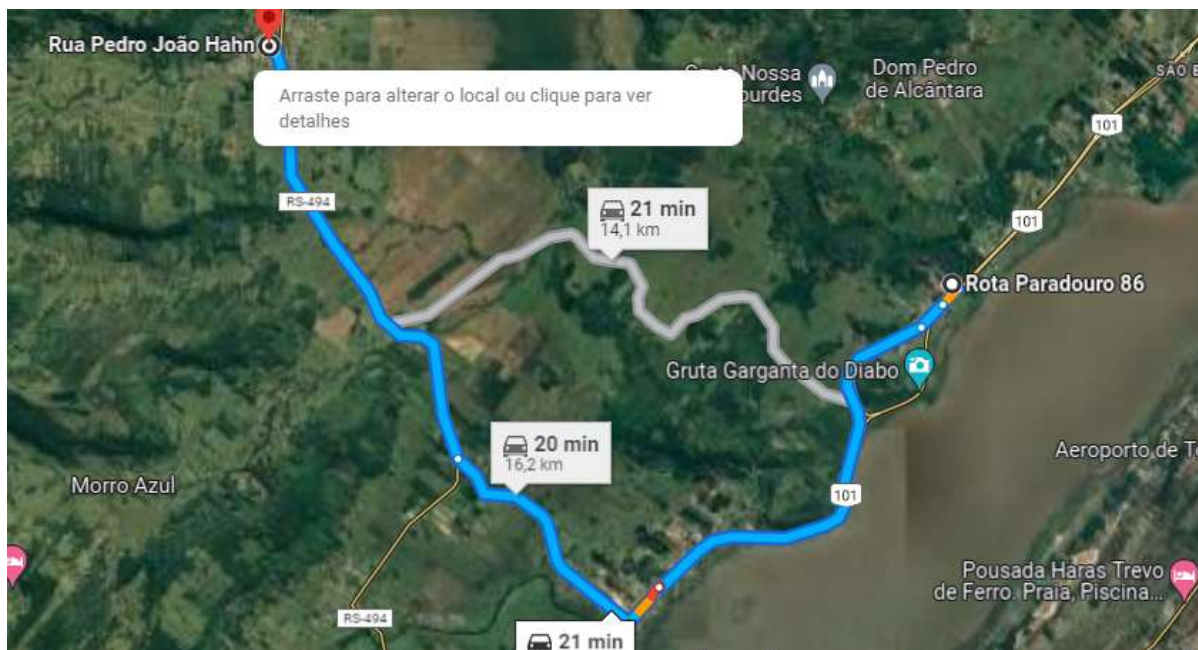 Rua Pedro João Hahn
Arraste para alterar o local ou clique para ver
detalhes
Nossa
Dom Pedro
de Alcântara
SÃO
101
RS-494
21 min
14,1 km
101
Rota Paradouro 86
Gruta Garganta do Diabo
20 min
16,2 km
Morro Azul
101
Aeroporto de
Pousada Haras Trevo
de Ferro. Praia, Piscina...
RS-494
21 min